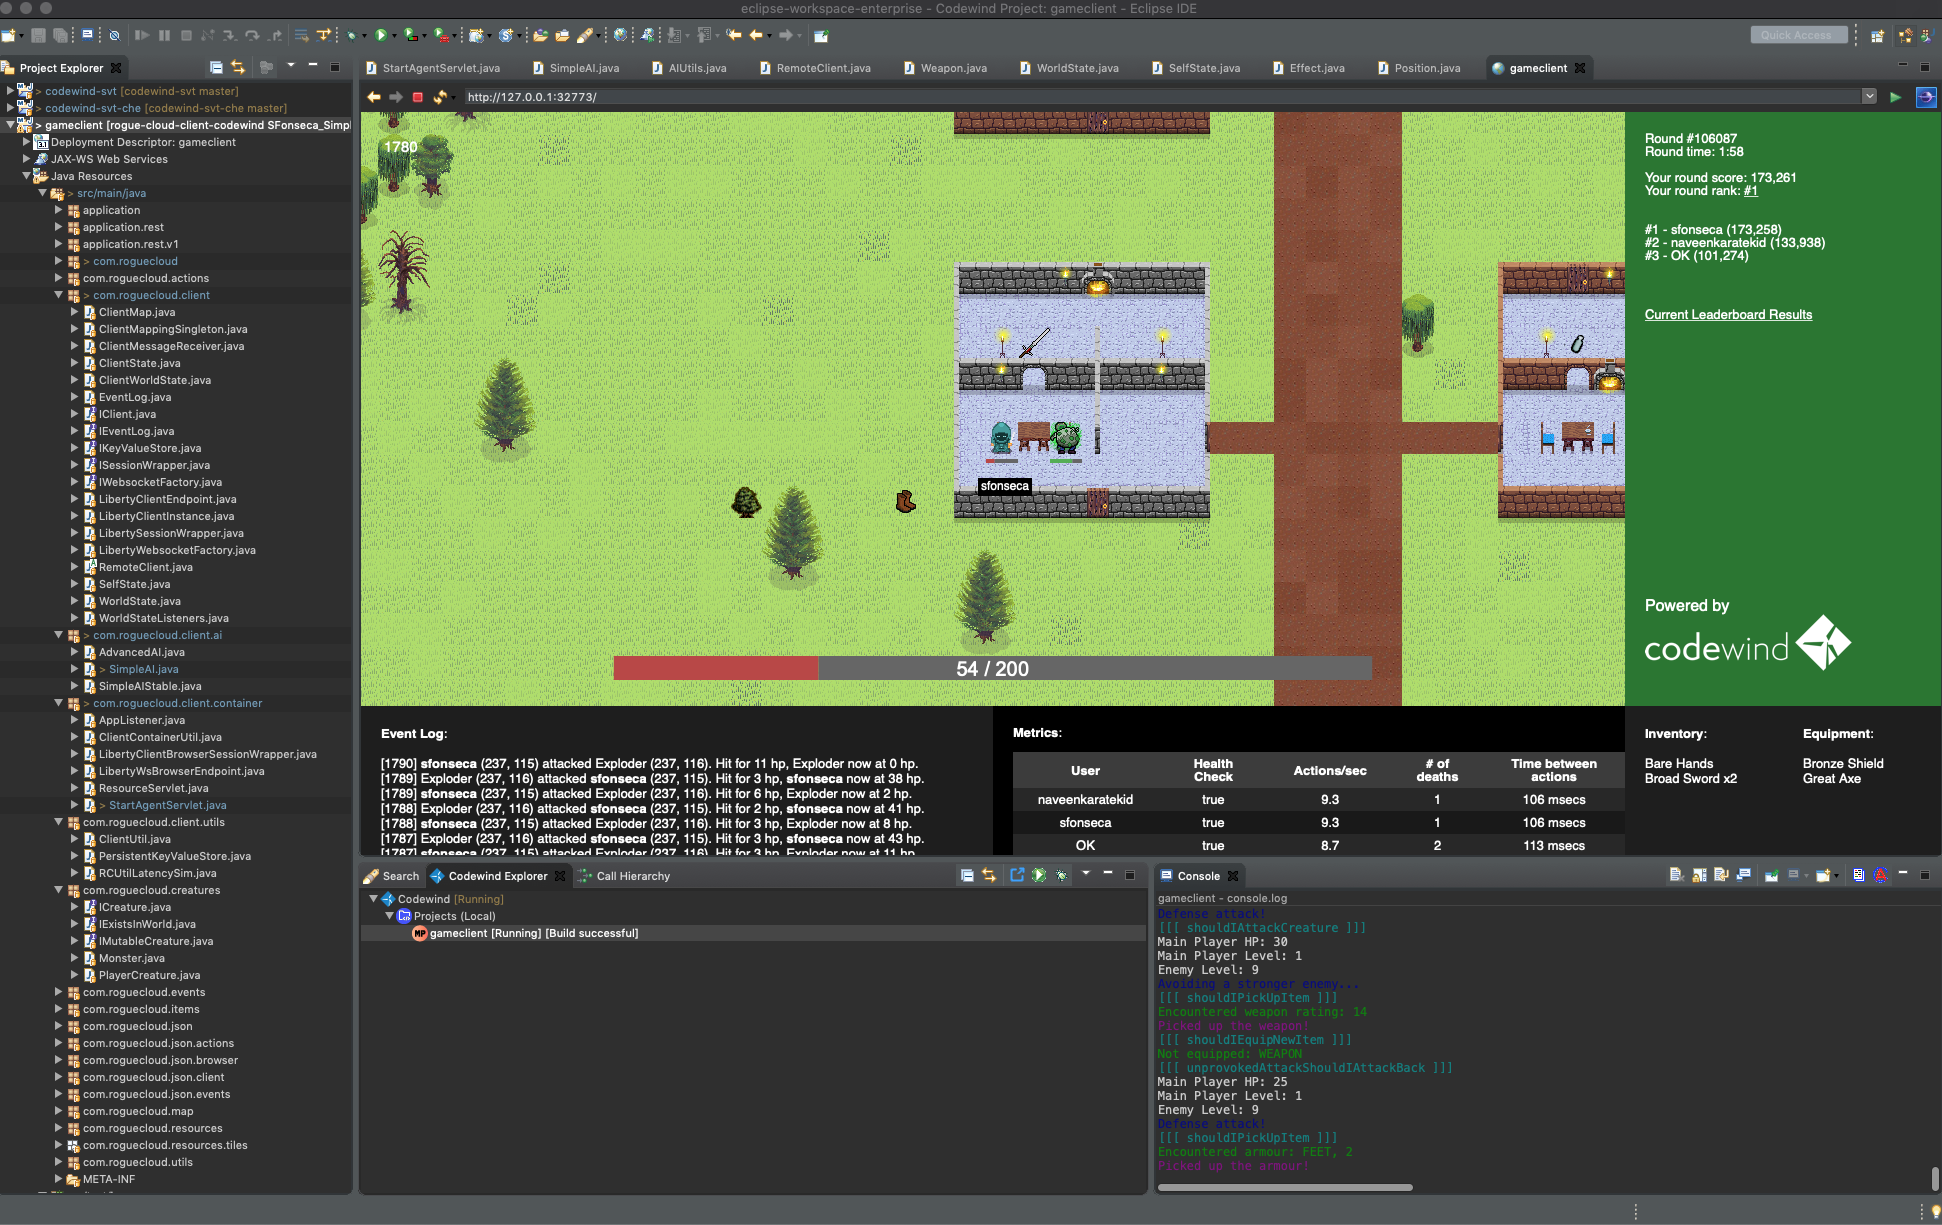 eclipse-workspace-enterprise - Codewind Project: gameclient - Eclipse IDE
Quick Access
Project Explorer
StartAgentServlet.java
SimpleAI.java
AIUtils.java
RemoteClient.java
Weapon.java
WorldState.java
SelfState.java
Effect.java
Position.java
gameclient
http://127.0.0.1:32773/
> codewind-svt [codewind-svt master]
> codewind-svt-che [codewind-svt-che master]
> gameclient [rogue-cloud-client-codewind SFonseca_Simpl
Deployment Descriptor: gameclient
JAX-WS Web Services
Java Resources
> src/main/java
application
application.rest
application.rest.v1
> com.roguecloud
com.roguecloud.actions
> com.roguecloud.client
ClientMap.java
ClientMappingSingleton.java
ClientMessageReceiver.java
ClientState.java
ClientWorldState.java
EventLog.java
IClient.java
IEventLog.java
IKeyValueStore.java
ISessionWrapper.java
IWebsocketFactory.java
LibertyClientEndpoint.java
LibertyClientInstance.java
LibertySessionWrapper.java
LibertyWebsocketFactory.java
RemoteClient.java
SelfState.java
WorldState.java
WorldStateListeners.java
> com.roguecloud.client.ai
AdvancedAI.java
> SimpleAI.java
SimpleAIStable.java
> com.roguecloud.client.container
AppListener.java
ClientContainerUtil.java
LibertyClientBrowserSessionWrapper.java
LibertyWsBrowserEndpoint.java
ResourceServlet.java
> StartAgentServlet.java
com.roguecloud.client.utils
ClientUtil.java
PersistentKeyValueStore.java
RCUtilLatencySim.java
com.roguecloud.creatures
ICreature.java
IExistsInWorld.java
IMutableCreature.java
Monster.java
PlayerCreature.java
com.roguecloud.events
com.roguecloud.items
com.roguecloud.json
com.roguecloud.json.actions
com.roguecloud.json.browser
com.roguecloud.json.client
com.roguecloud.json.events
com.roguecloud.map
com.roguecloud.resources
com.roguecloud.resources.tiles
com.roguecloud.utils
META-INF
1780
sfonseca
54 / 200
Round #106087
Round time: 1:58
Your round score: 173,261
Your round rank: #1
#1 - sfonseca (173,258)
#2 - naveenkaratekid (133,938)
#3 - OK (101,274)
Current Leaderboard Results
Powered by
codewind
Event Log:
[1790] sfonseca (237, 115) attacked Exploder (237, 116). Hit for 11 hp, Exploder now at 0 hp.
[1789] Exploder (237, 116) attacked sfonseca (237, 115). Hit for 3 hp, sfonseca now at 38 hp.
[1789] sfonseca (237, 115) attacked Exploder (237, 116). Hit for 6 hp, Exploder now at 2 hp.
[1788] Exploder (237, 116) attacked sfonseca (237, 115). Hit for 2 hp, sfonseca now at 41 hp.
[1788] sfonseca (237, 115) attacked Exploder (237, 116). Hit for 3 hp, Exploder now at 8 hp.
[1787] Exploder (237, 116) attacked sfonseca (237, 115). Hit for 3 hp, sfonseca now at 43 hp.
[1787] sfonseca (237, 115) attacked Exploder (237, 116). Hit for 3 hp, Exploder now at 11 hp.
Metrics:
User Health Check Actions/sec # of deaths Time between actions
naveenkaratekid true 9.3 1 106 msecs
sfonseca true 9.3 1 106 msecs
OK true 8.7 2 113 msecs
Inventory:
Bare Hands
Broad Sword x2
Equipment:
Bronze Shield
Great Axe
Search
Codewind Explorer
Call Hierarchy
Codewind [Running]
Projects (Local)
MP gameclient [Running] [Build successful]
Console
gameclient - console.log
Defense attack!
[[[ shouldIAttackCreature ]]]
Main Player HP: 30
Main Player Level: 1
Enemy Level: 9
Avoiding a stronger enemy...
[[[ shouldIPickUpItem ]]]
Encountered weapon rating: 14
Picked up the weapon!
[[[ shouldIEquipNewItem ]]]
Not equipped: WEAPON
[[[ unprovokedAttackShouldIAttackBack ]]]
Main Player HP: 25
Main Player Level: 1
Enemy Level: 9
Defense attack!
[[[ shouldIPickUpItem ]]]
Encountered armour: FEET, 2
Picked up the armour!